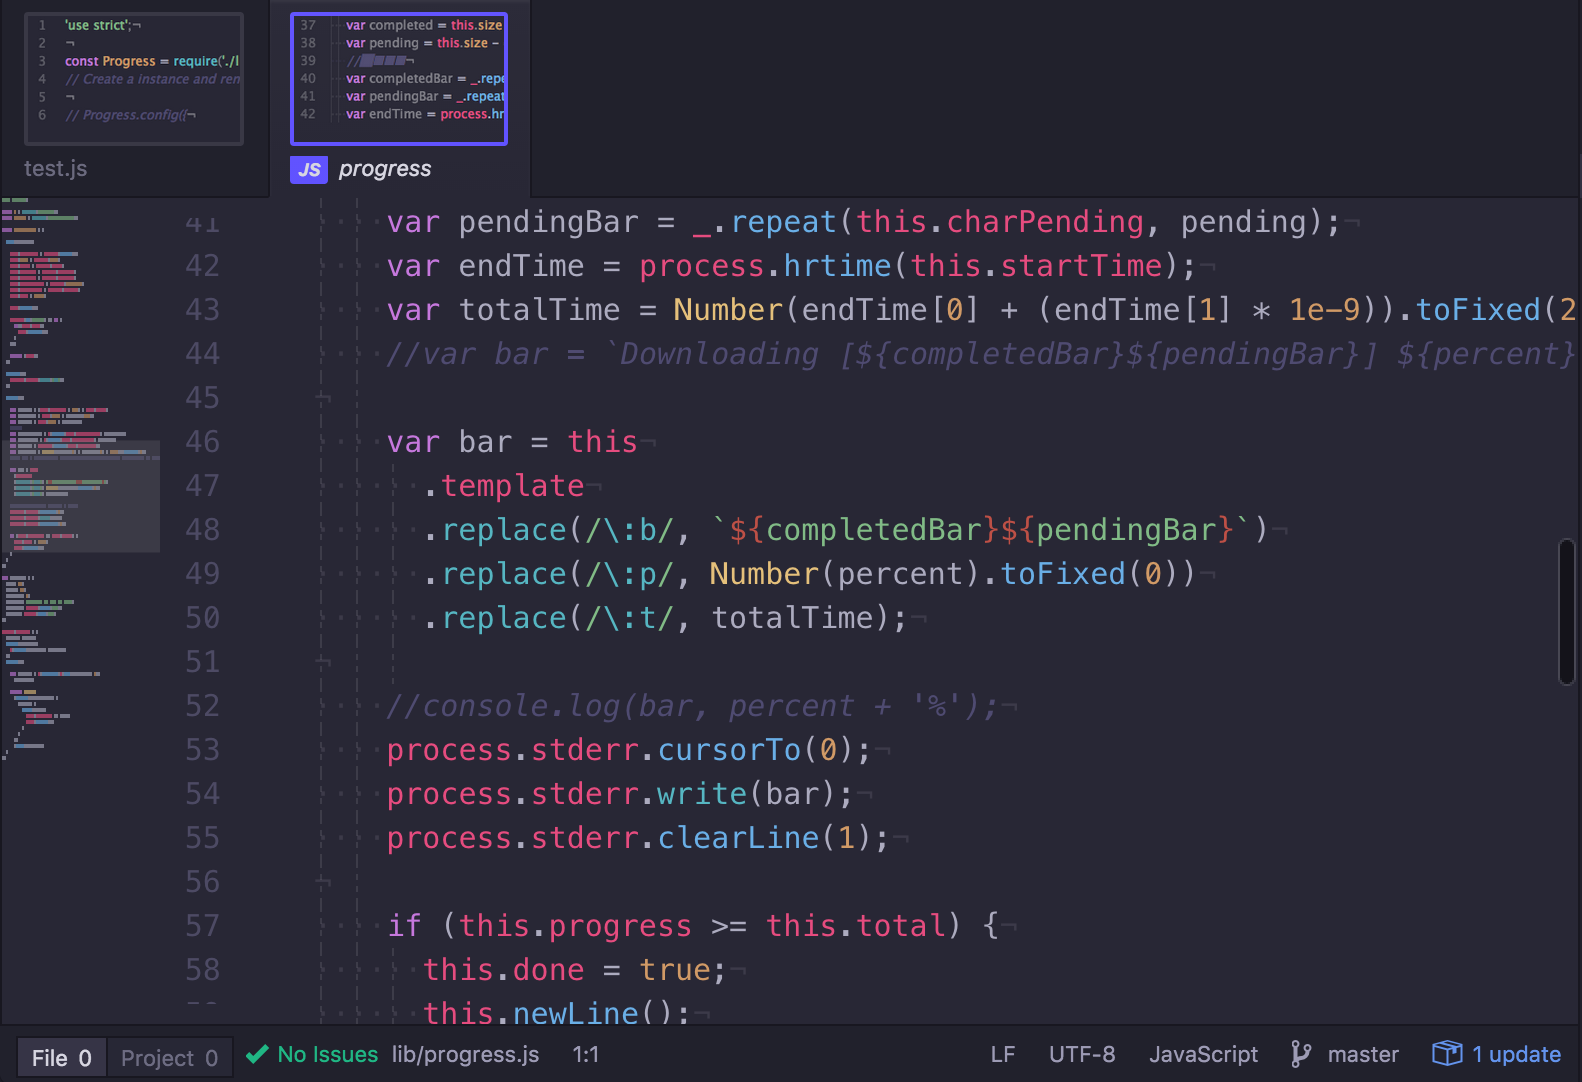 1 'use strict';¬
2 ¬
3 const Progress = require('./l
4 // Create a instance and ren
5 ¬
6 // Progress.config({¬
test.js
37 var completed = this.size
38 var pending = this.size -
39 //
40 var completedBar = _.repe
41 var pendingBar = _.repeat
42 var endTime = process.hr
JS progress
41 var pendingBar = _.repeat(this.charPending, pending);¬
42 var endTime = process.hrtime(this.startTime);¬
43 var totalTime = Number(endTime[0] + (endTime[1] * 1e-9)).toFixed(2
44 //var bar = `Downloading [${completedBar}${pendingBar}] ${percent}
45 ¬
46 var bar = this¬
47 .template¬
48 .replace(/\:b/, `${completedBar}${pendingBar}`)¬
49 .replace(/\:p/, Number(percent).toFixed(0))¬
50 .replace(/\:t/, totalTime);¬
51 ¬
52 //console.log(bar, percent + '%');¬
53 process.stderr.cursorTo(0);¬
54 process.stderr.write(bar);¬
55 process.stderr.clearLine(1);¬
56 ¬
57 if (this.progress >= this.total) {¬
58 this.done = true;¬
this.newLine();¬
File 0 Project 0 No Issues lib/progress.js 1:1 LF UTF-8 JavaScript master 1 update